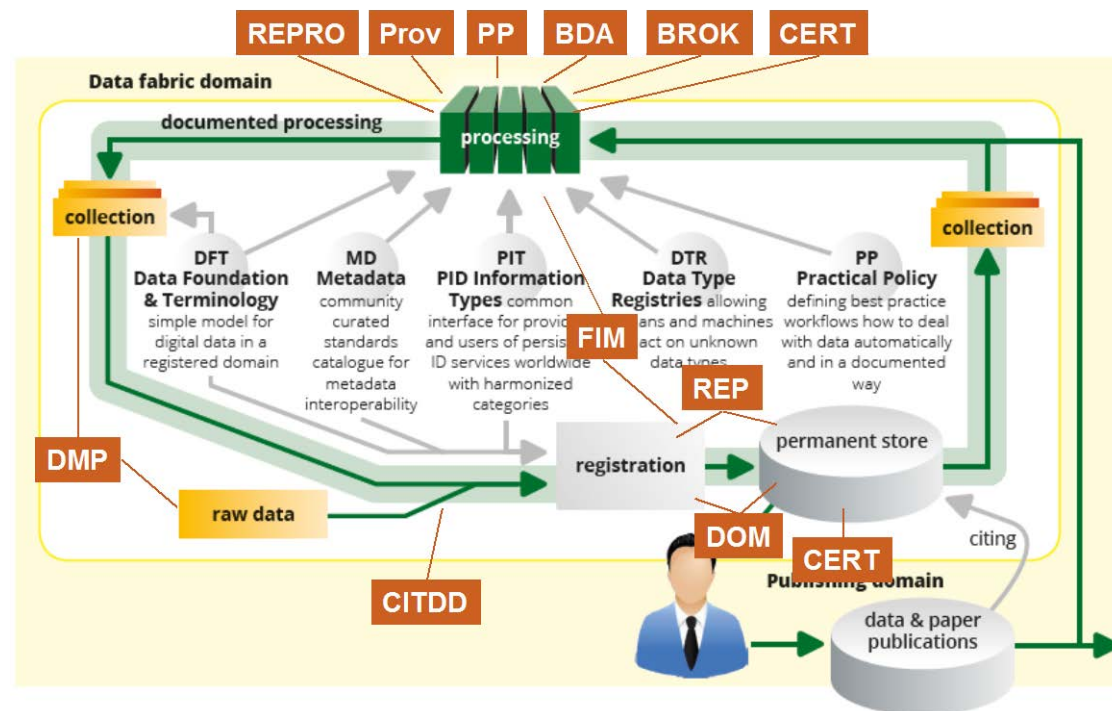 REPRO
Prov
PP
BDA
BROK
CERT
Data fabric domain
documented processing
processing
collection
collection
DFT
Data Foundation
& Terminology
simple model for
digital data in a
registered domain
MD
Metadata
community
curated
standards
catalogue for
metadata
interoperability
PIT
PID Information
Types common
interface for
and users of
ID services worldwide
with harmonized
categories
DTR
Data Type
Registries allowing
and machines
act on unknown
data types
PP
Practical Policy
defining best practice
workflows how to deal
with data automatically
and in a documented
way
FIM
REP
DMP
registration
permanent store
raw data
DOM
CERT
citing
CITDD
Publishing domain
data & paper
publications